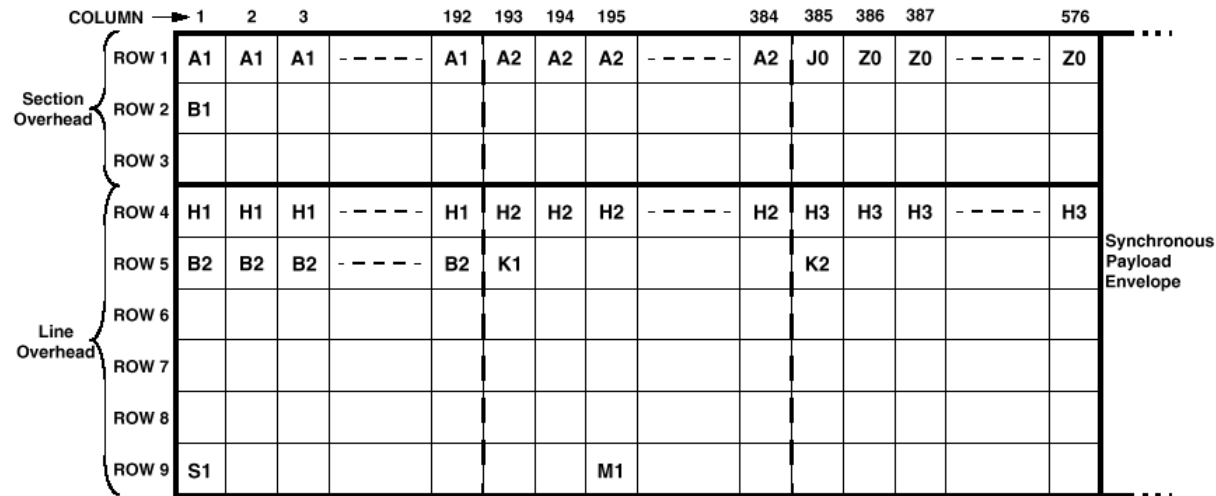 COLUMN 1 2 3 192 193 194 195 384 385 386 387 576
ROW 1 A1 A1 A1 A1 A2 A2 A2 A2 J0 Z0 Z0 Z0
Section
Overhead
ROW 2 B1
ROW 3
ROW 4 H1 H1 H1 H1 H2 H2 H2 H2 H3 H3 H3 H3
ROW 5 B2 B2 B2 B2 K1 K2
Synchronous
Payload
Envelope
ROW 6
Line
Overhead
ROW 7
ROW 8
ROW 9 S1 M1